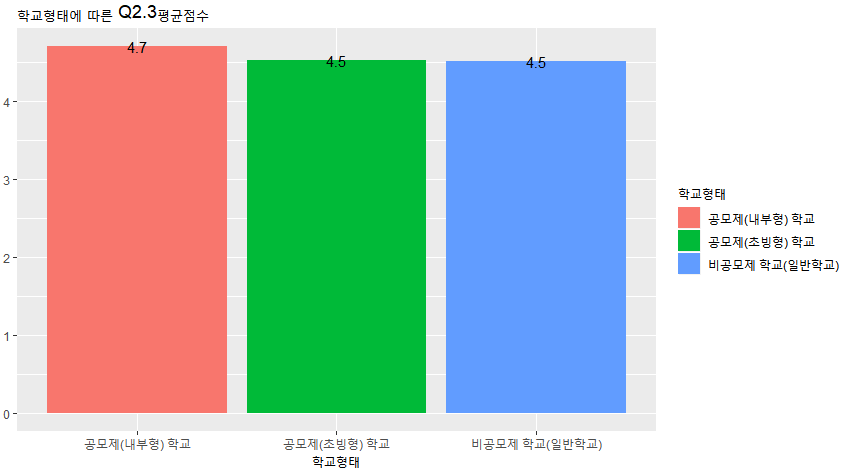 학교형태에 따른 Q2.3평균점수
4.7
4.5
4.5
4
3
2
1
0
공모제(내부형) 학교
공모제(초빙형) 학교
비공모제 학교(일반학교)
학교형태
학교형태
공모제(내부형) 학교
공모제(초빙형) 학교
비공모제 학교(일반학교)